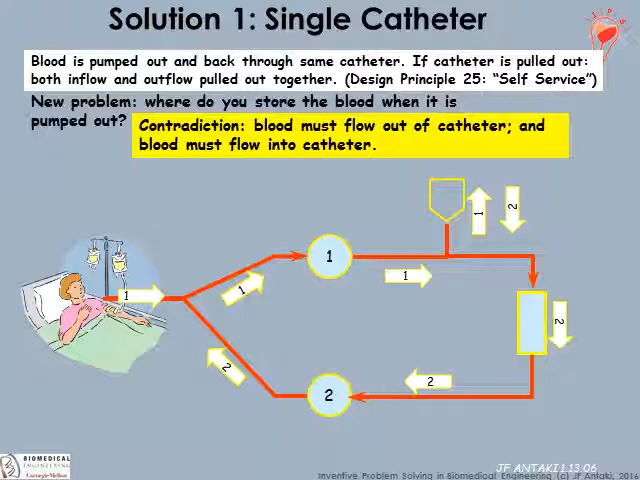 Solution 1: Single Catheter
Blood is pumped out and back through same catheter. If catheter is pulled out:
both inflow and outflow pulled out together. (Design Principle 25: “Self Service”)
New problem: where do you store the blood when it is
pumped out?
Contradiction: blood must flow out of catheter; and
blood must flow into catheter.
1
2
1
1
1
1
2
2
2
2
BIOMEDICAL
ENGINEERING
Carnegie Mellon
JF ANTAKI1.13.06
Inventive Problem Solving in Biomedical Engineering (c) JF Antaki, 2016